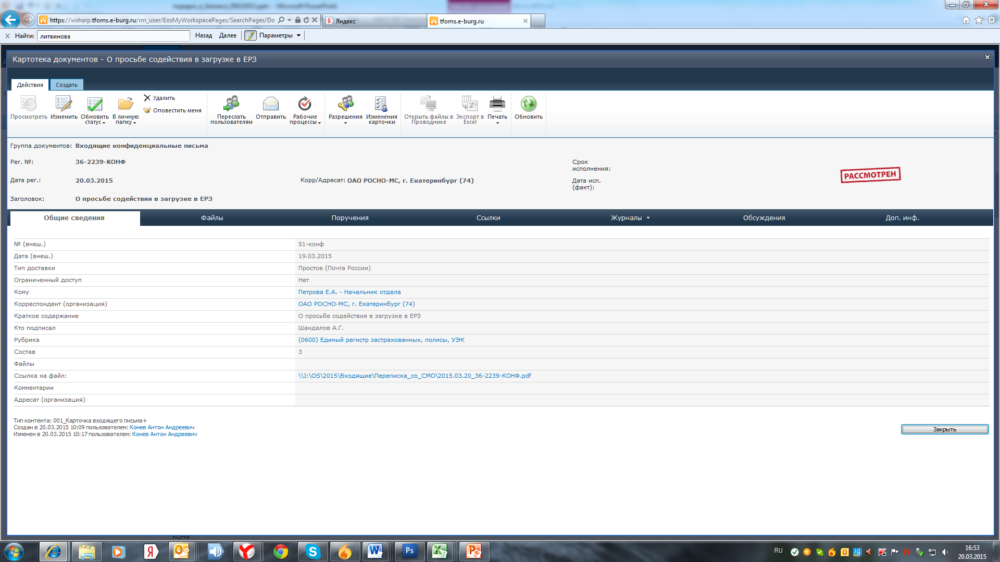 https://wsharp.tfoms.e-burg.ru/rm_user/EosMyWorkspacePages/SearchPages/Do
Яндекс
tfoms.e-burg.ru
Найти: литвинова Назад Далее Параметры
Картотека документов - О просьбе содействия в загрузке в ЕРЗ
Действия Создать
Просмотреть
Изменить
Обновить статус
В личную папку
Удалить
Оповестить меня
Переслать пользователям
Отправить
Рабочие процессы
Разрешения
Изменения карточки
Открыть файлы в Проводнике
Экспорт в Excel
Печать
Обновить
Группа документов: Входящие конфиденциальные письма
Рег. №: 36-2239-КОНФ
Срок исполнения:
Дата рег.: 20.03.2015
Корр/Адресат: ОАО РОСНО-МС, г. Екатеринбург (74)
Дата исп. (факт):
РАССМОТРЕН
Заголовок: О просьбе содействия в загрузке в ЕРЗ
Общие сведения Файлы Поручения Ссылки Журналы Обсуждения Доп. инф.
№ (внеш.) 51-конф
Дата (внеш.) 19.03.2015
Тип доставки Простое (Почта России)
Ограниченный доступ Нет
Кому Петрова Е.А. - Начальник отдела
Корреспондент (организация) ОАО РОСНО-МС, г. Екатеринбург (74)
Краткое содержание О просьбе содействия в загрузке в ЕРЗ
Кто подписал Шандалов А.Г.
Рубрика (0600) Единый регистр застрахованных, полисы, УЭК
Состав 3
Файлы
Ссылка на файл: \\J:\OS\2015\Входящие\Переписка_со_СМО\2015.03.20_36-2239-КОНФ.pdf
Комментарии
Адресат (организация)
Тип контента: 001_Карточка входящего письма+
Создан в 20.03.2015 10:09 пользователем: Конев Антон Андреевич
Изменен в 20.03.2015 10:17 пользователем: Конев Антон Андреевич
Закрыть
КОНФ
RU
16:53
20.03.2015